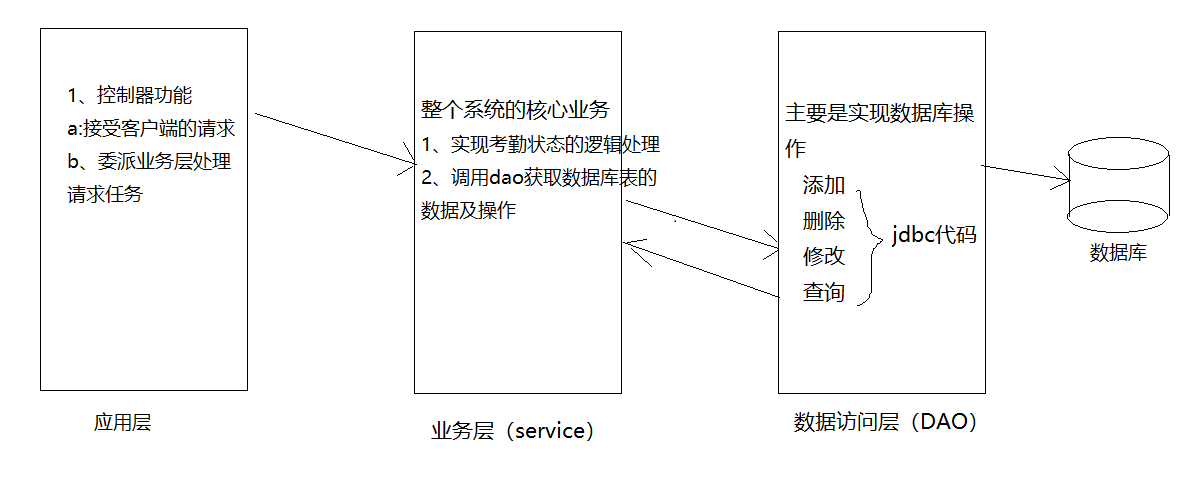 1、控制器功能
a:接受客户端的请求
b、委派业务层处理
请求任务
应用层
整个系统的核心业务
1、实现考勤状态的逻辑处理
2、调用dao获取数据库表的
数据及操作
业务层（service）
主要是实现数据库操
作
添加
删除
修改
查询
jdbc代码
数据访问层（DAO）
数据库